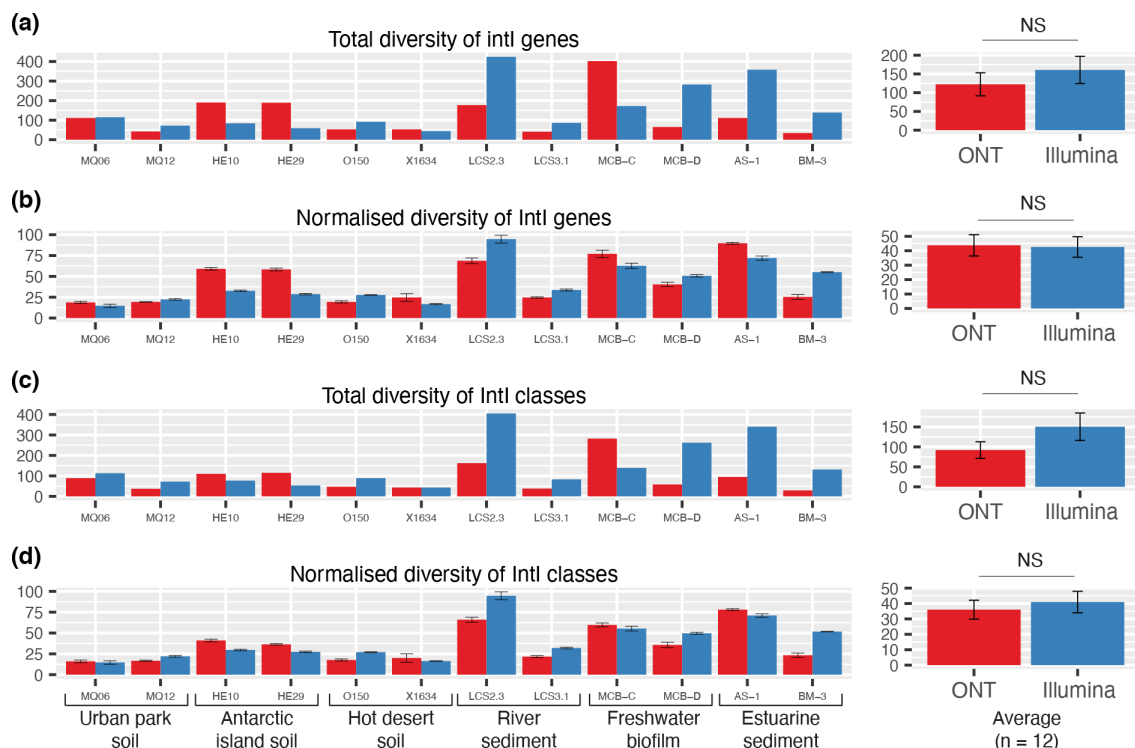 (a)
Total diversity of intI genes
400
300
200
100
0
MQ06 MQ12 HE10 HE29 O150 X1634 LCS2.3 LCS3.1 MCB-C MCB-D AS-1 BM-3
NS
200
150
100
50
0
ONT Illumina
(b)
Normalised diversity of IntI genes
100
75
50
25
0
MQ06 MQ12 HE10 HE29 O150 X1634 LCS2.3 LCS3.1 MCB-C MCB-D AS-1 BM-3
NS
50
40
30
20
10
0
ONT Illumina
(c)
Total diversity of IntI classes
400
300
200
100
0
MQ06 MQ12 HE10 HE29 O150 X1634 LCS2.3 LCS3.1 MCB-C MCB-D AS-1 BM-3
NS
150
100
50
0
ONT Illumina
(d)
Normalised diversity of IntI classes
100
75
50
25
0
MQ06 MQ12 HE10 HE29 O150 X1634 LCS2.3 LCS3.1 MCB-C MCB-D AS-1 BM-3
Urban park soil
Antarctic island soil
Hot desert soil
River sediment
Freshwater biofilm
Estuarine sediment
NS
50
40
30
20
10
0
ONT Illumina
Average
(n = 12)